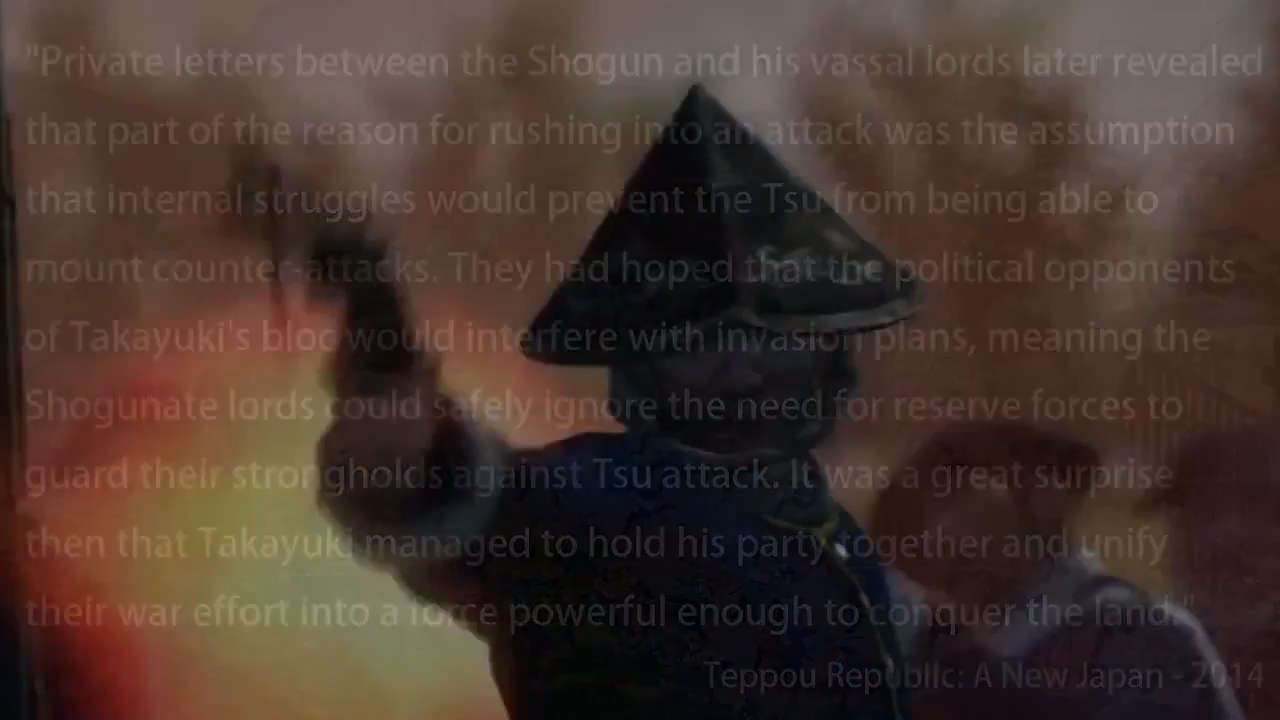 "Private letters between the Shogun and his vassal lords later revealed
that part of the reason for rushing into an attack was the assumption
that internal struggles would prevent the Tsu from being able to
mount counter-attacks. They had hoped that the political opponents
of Takayuki's bloc would interfere with invasion plans, meaning the
Shogunate lords could safely ignore the need for reserve forces to
guard their strongholds against Tsu attack. It was a great surprise
then that Takayuki managed to hold his party together and unify
their war effort into a force powerful enough to conquer the land."
Teppou Republic: A New Japan - 2014